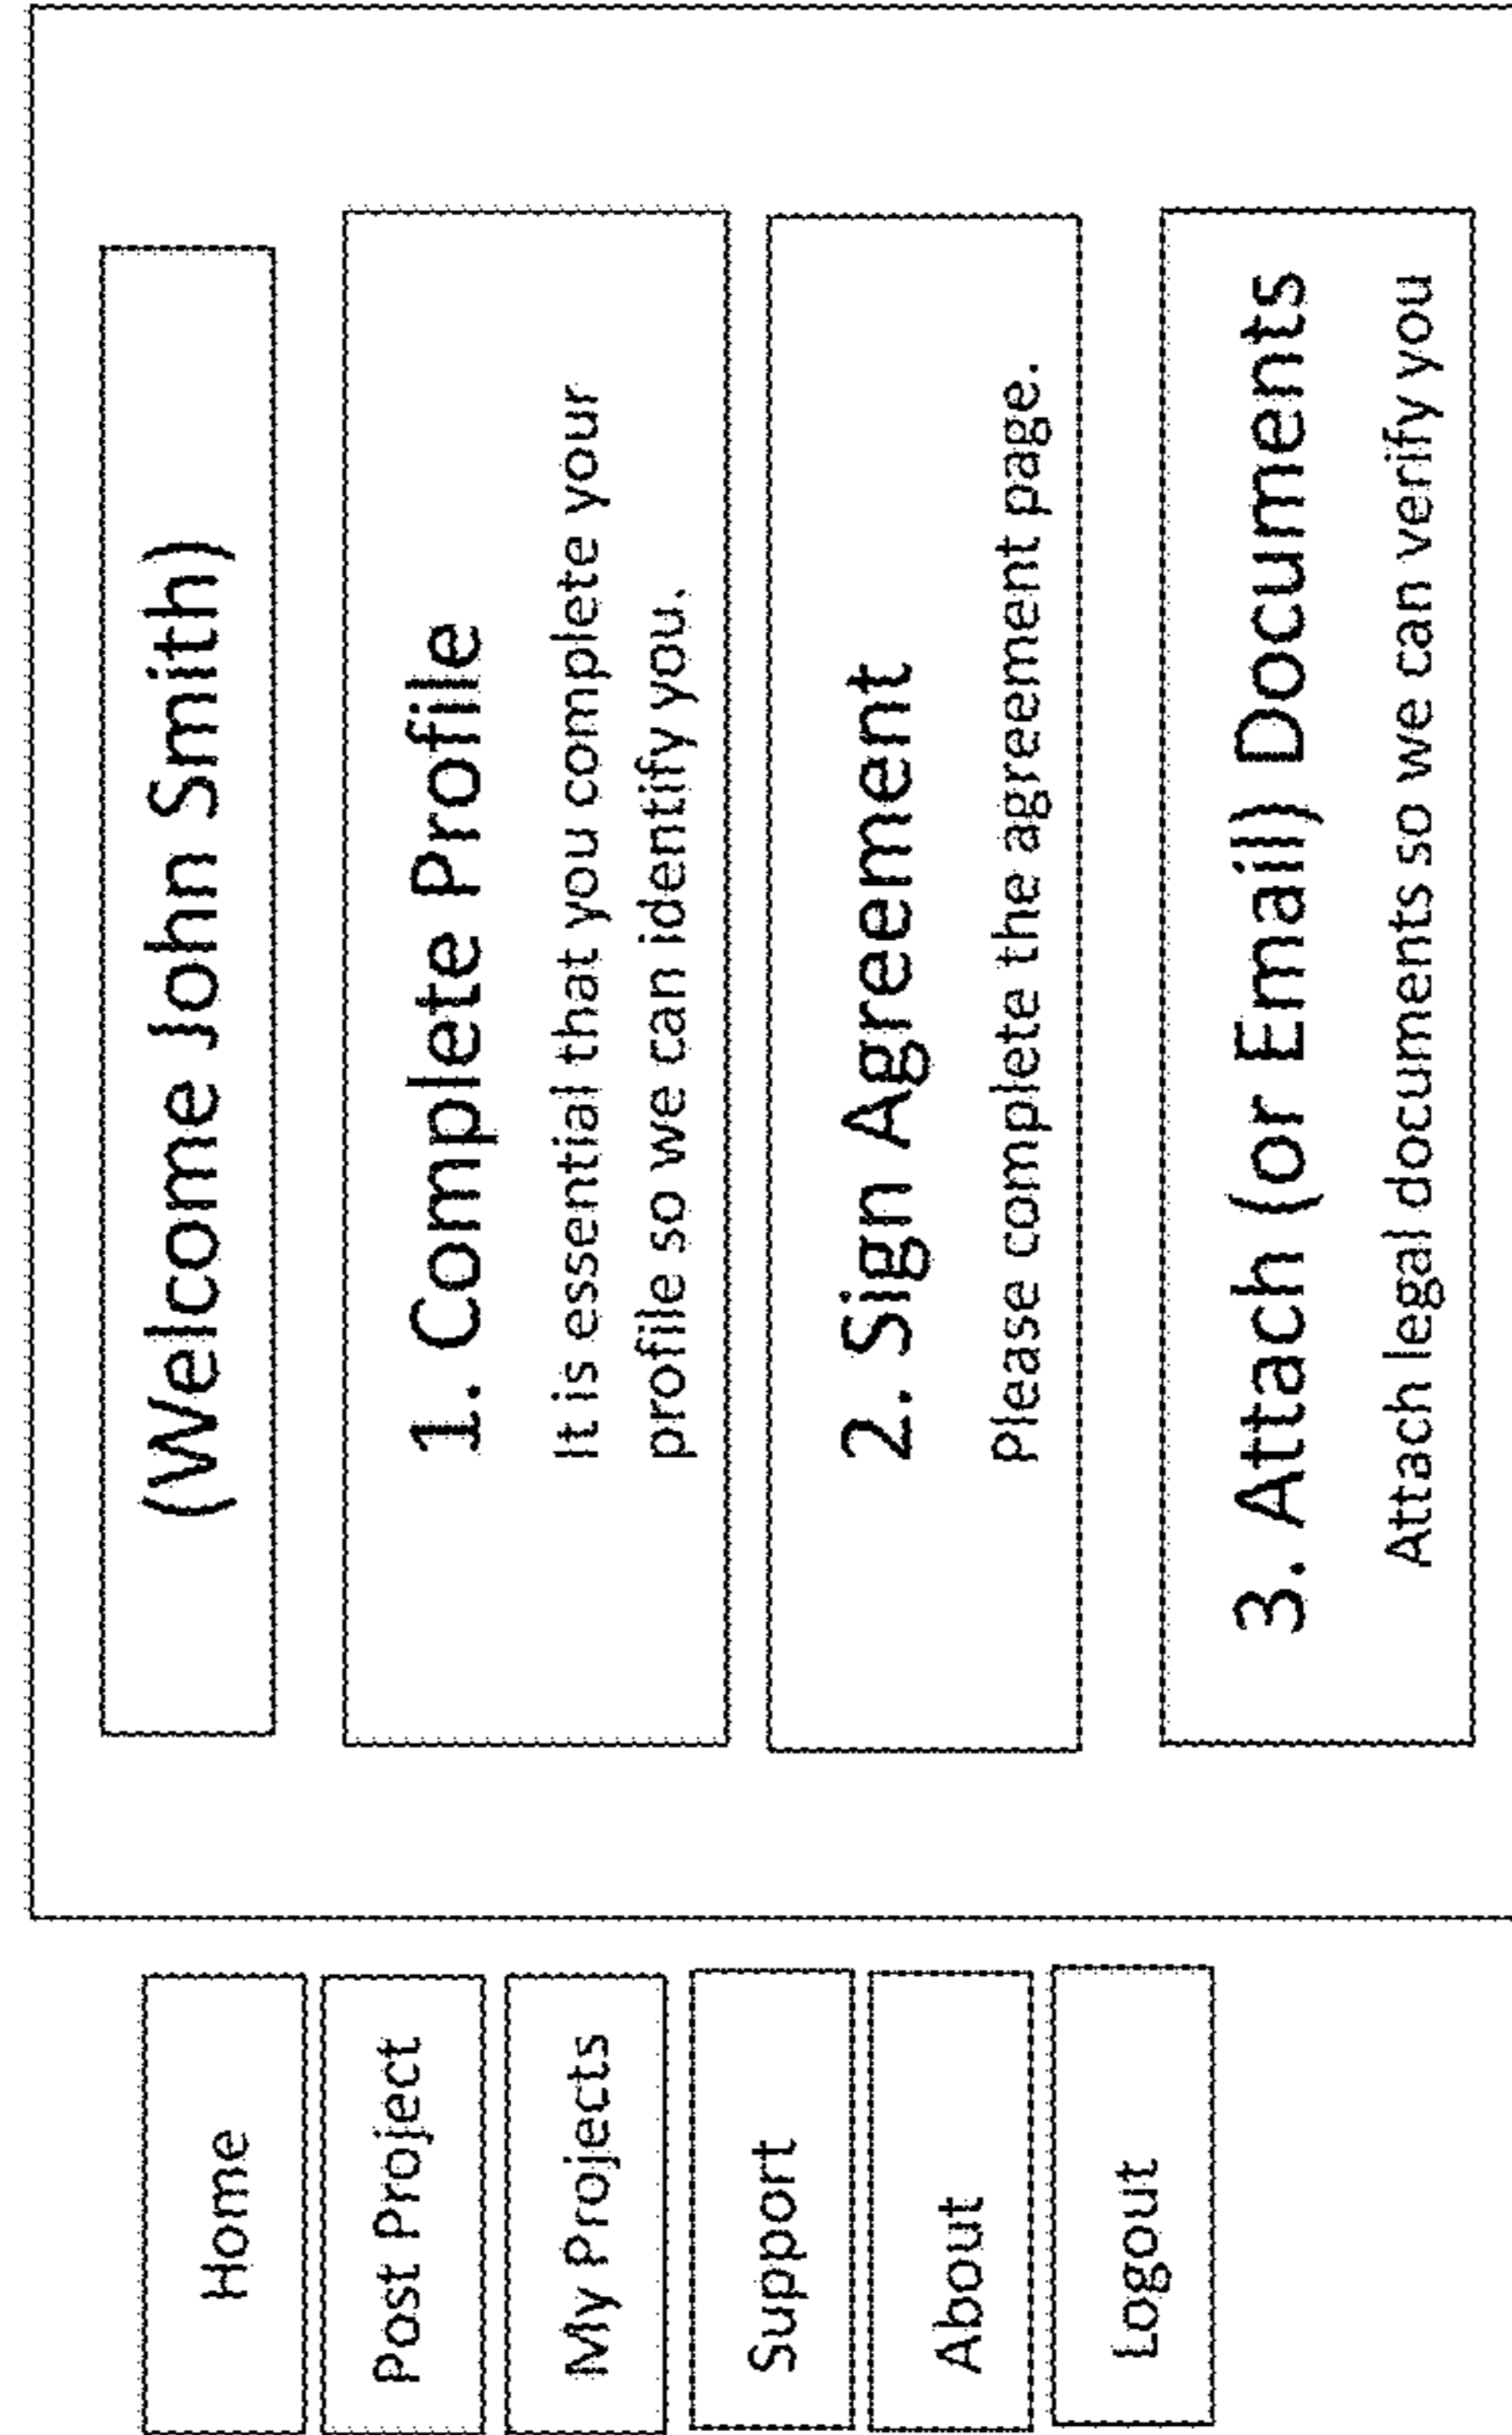 Home
Post Project
My Projects
Support
About
Logout
(Welcome John Smith)
1. Complete Profile
It is essential that you complete your
profile so we can identify you.
2. Sign Agreement
Please complete the agreement page.
3. Attach (or Email) Documents
Attach legal documents so we can verify you